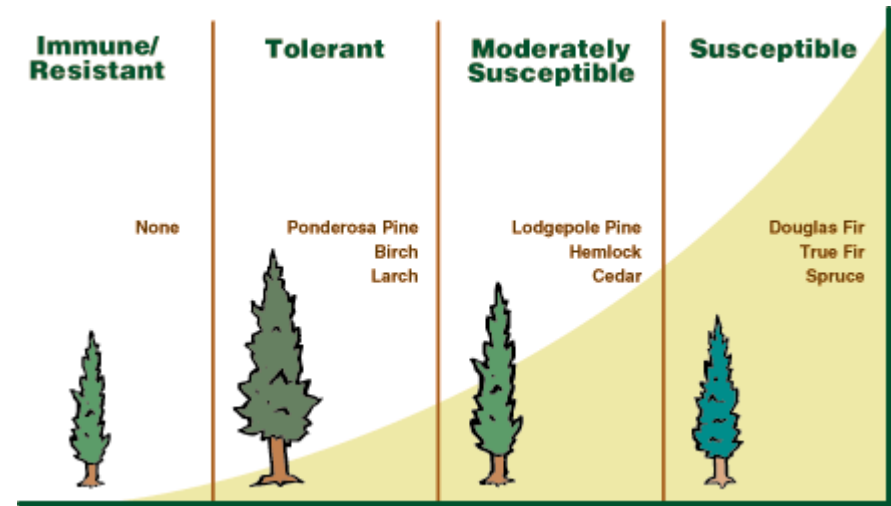 Immune/
Resistant
Tolerant
Moderately
Susceptible
Susceptible
None
Ponderosa Pine
Birch
Larch
Lodgepole Pine
Hemlock
Cedar
Douglas Fir
True Fir
Spruce